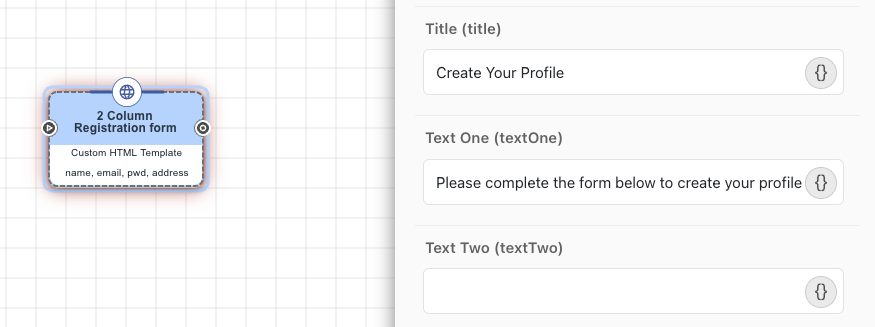 2 Column
Registration form
Custom HTML Template
name, email, pwd, address
Title (title)
Create Your Profile
{}
Text One (textOne)
Please complete the form below to create your profile
{}
Text Two (textTwo)
{}